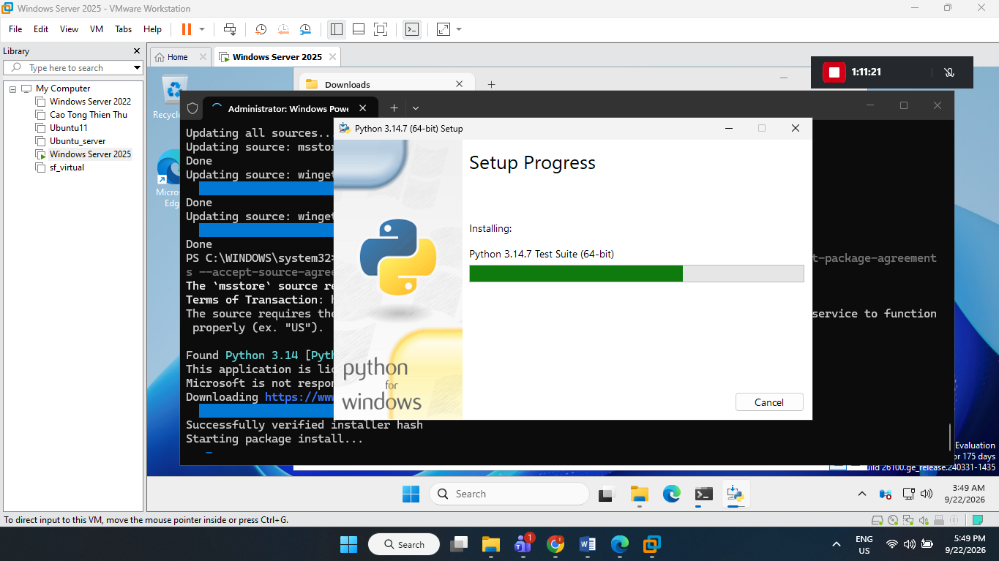 Windows Server 2025 - VMware Workstation
File Edit View VM Tabs Help
Library
Type here to search
My Computer
Windows Server 2022
Cao Tong Thien Thu
Ubuntu11
Ubuntu_server
Windows Server 2025
sf_virtual
Home
Windows Server 2025
Downloads
1:11:21
Recycl
Micros
Edg
Administrator: Windows Powe
Updating all sources...
Updating source: msstor
Done
Updating source: winget
Done
Updating source: winget
Done
PS C:\WINDOWS\system32>
t-package-agreement
s --accept-source-agree
The `msstore` source re
Terms of Transaction: h
The source requires the
service to function
properly (ex. "US").
Found Python 3.14 [Pyth
This application is lic
Microsoft is not respon
Downloading https://www
Successfully verified installer hash
Starting package install...
Python 3.14.7 (64-bit) Setup
Setup Progress
Installing:
Python 3.14.7 Test Suite (64-bit)
python
for
windows
Cancel
Evaluation
or 175 days
uild 26100.ge_release.240331-1435
Search
3:49 AM
9/22/2026
To direct input to this VM, move the mouse pointer inside or press Ctrl+G.
Search
1
ENG
US
5:49 PM
9/22/2026